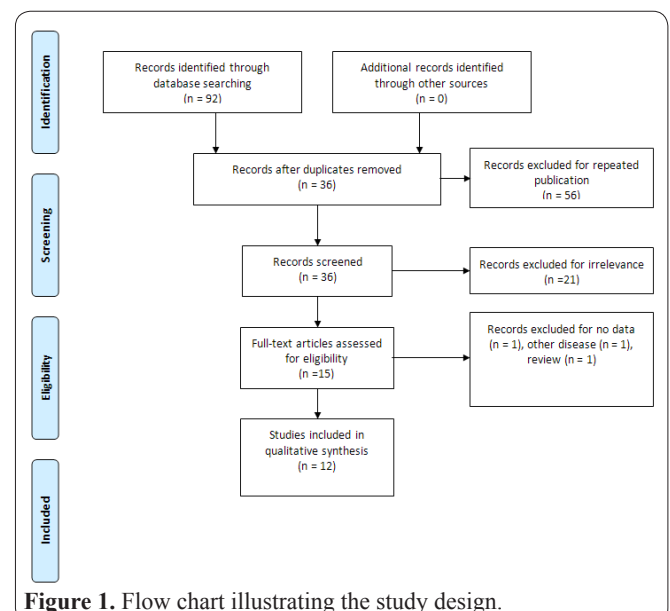 Identification
Records identified through
database searching
(n = 92)
Additional records identified
through other sources
(n = 0)
Records after duplicates removed
(n = 36)
Records excluded for repeated
publication
(n = 56)
Screening
Records screened
(n = 36)
Records excluded for irrelevance
(n =21)
Eligibility
Full-text articles assessed
for eligibility
(n =15)
Records excluded for no data
(n = 1), other disease (n = 1),
review (n = 1)
Studies included in
qualitative synthesis
(n = 12)
Included
Figure 1. Flow chart illustrating the study design.